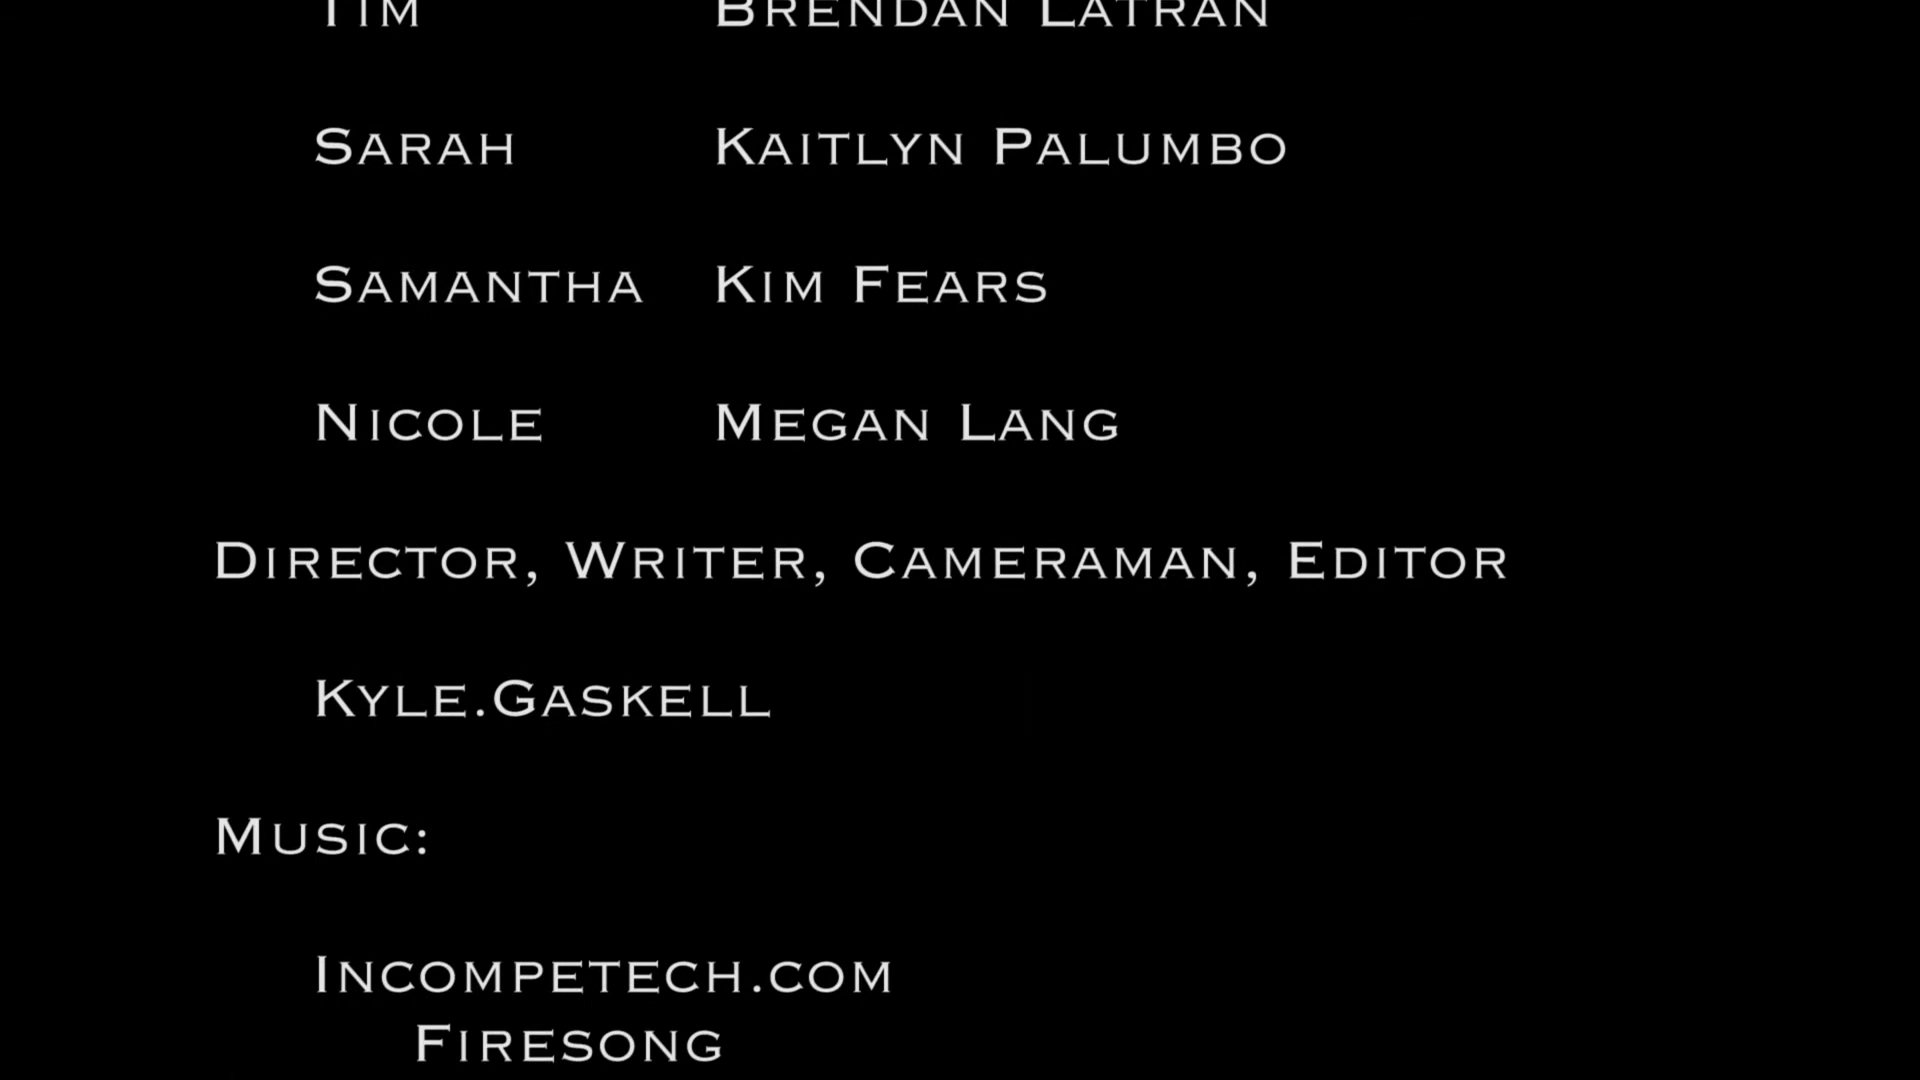 Tim Brendan Latran
Sarah Kaitlyn Palumbo
Samantha Kim Fears
Nicole Megan Lang
Director, Writer, Cameraman, Editor
Kyle.Gaskell
Music:
Incompetech.com
Firesong